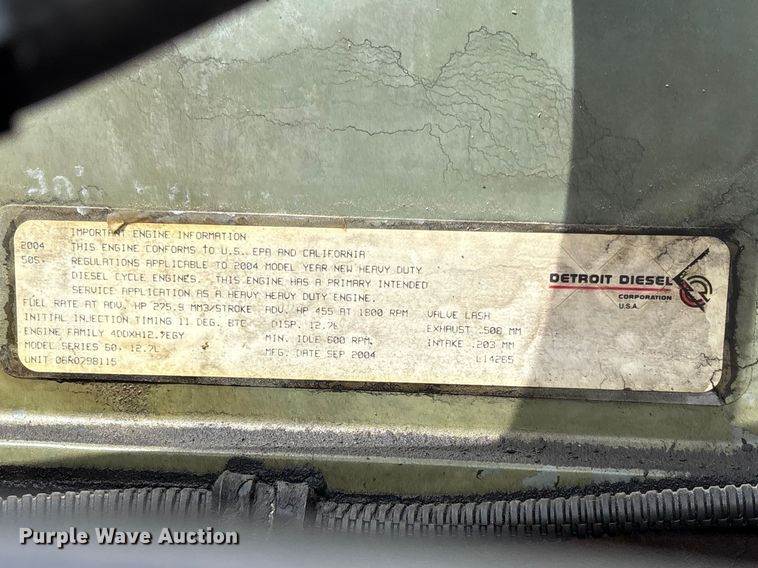 IMPORTANT ENGINE INFORMATION
2004 THIS ENGINE CONFORMS to U.S. EPA AND CALIFORNIA
505- REGULATIONS APPLICABLE TO 2004 MODEL YEAR NEW HEAVY DUTY
DIESEL CYCLE ENGINES. THIS ENGINE HAS A PRIMARY INTENDED
SERVICE APPLICATION AS A HEAVY HEAVY DUTY ENGINE.
FUEL RATE AT ADV. HP 275.9 MM3/STROKE ADV. HP 455 AT 1800 RPM VALVE LASH
INITIAL INJECTION TIMING 11 DEG. BTC DISP. 12.7L EXHAUST .508 MM
ENGINE FAMILY 4DDXH12.7EGY MIN. IDLE 600 RPM. INTAKE .203 MM
MODEL SERIES 60, 12.7L MFG. DATE SEP 2004 L14265
UNIT 06R0798115
DETROIT DIESEL
CORPORATION
U.S.A.
Purple Wave Auction